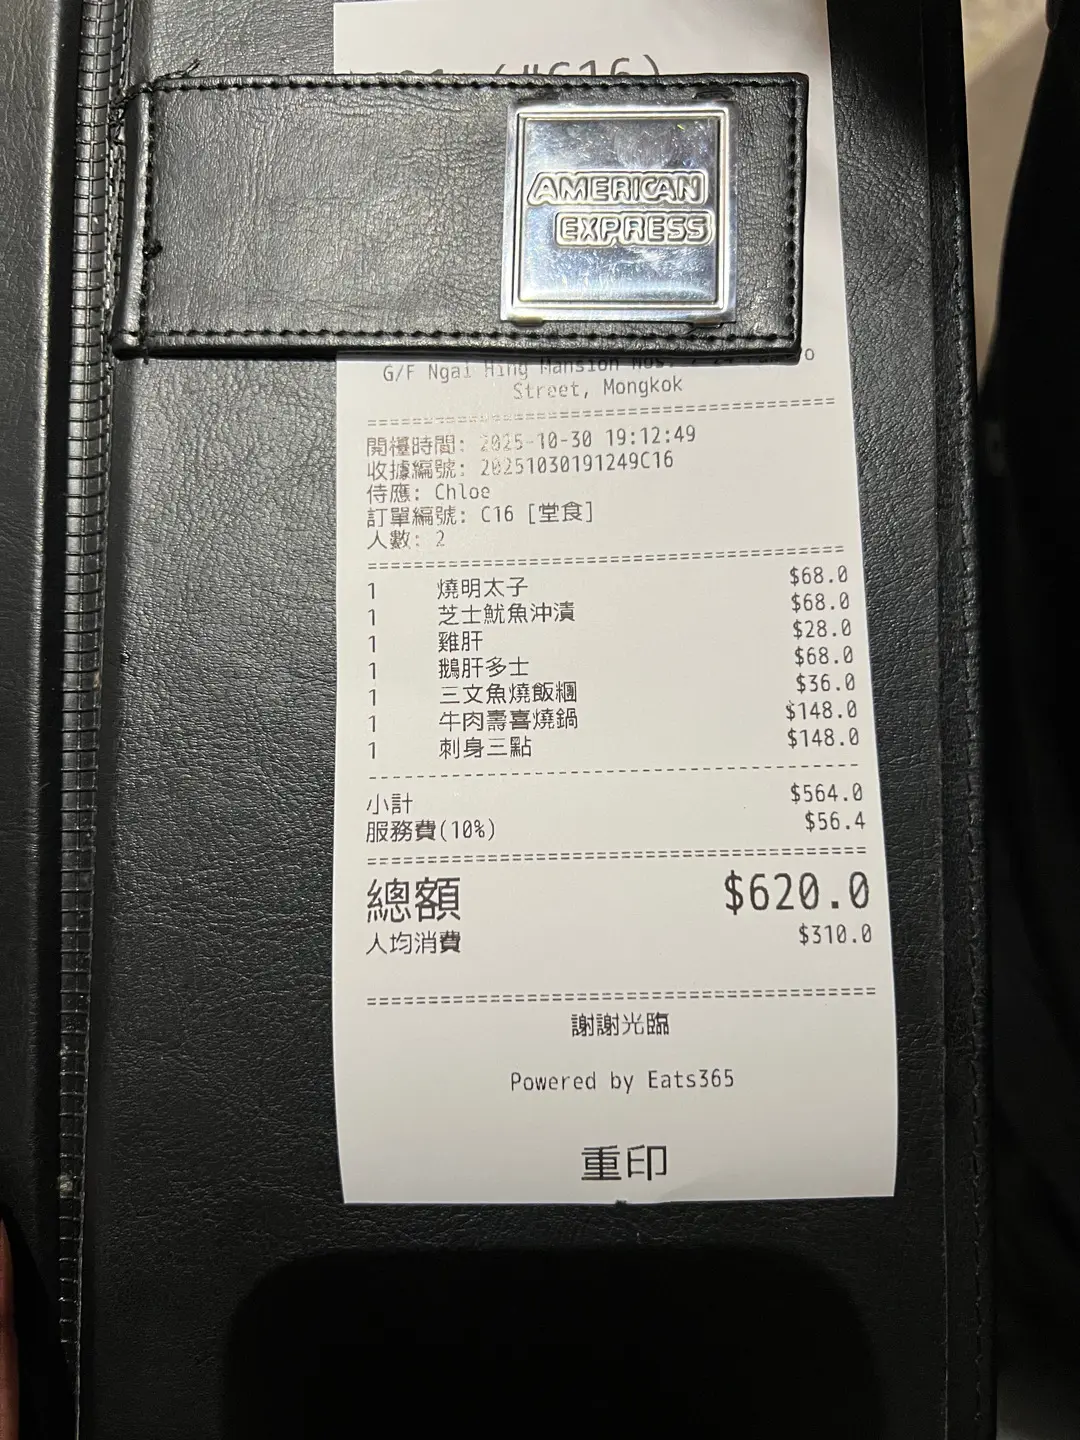 AMERICAN
EXPRESS
G/F Ngai Hing Mansion Nos.
Street, Mongkok
開檯時間: 2025-10-30 19:12:49
收據編號: 20251030191249C16
侍應: Chloe
訂單編號: C16 [堂食]
人數: 2
1 燒明太子 $68.0
1 芝士魷魚沖漬 $68.0
1 雞肝 $28.0
1 鵝肝多士 $68.0
1 三文魚燒飯糰 $36.0
1 牛肉壽喜燒鍋 $148.0
1 刺身三點 $148.0
小計 $564.0
服務費(10%) $56.4
總額 $620.0
人均消費 $310.0
謝謝光臨
Powered by Eats365
重印